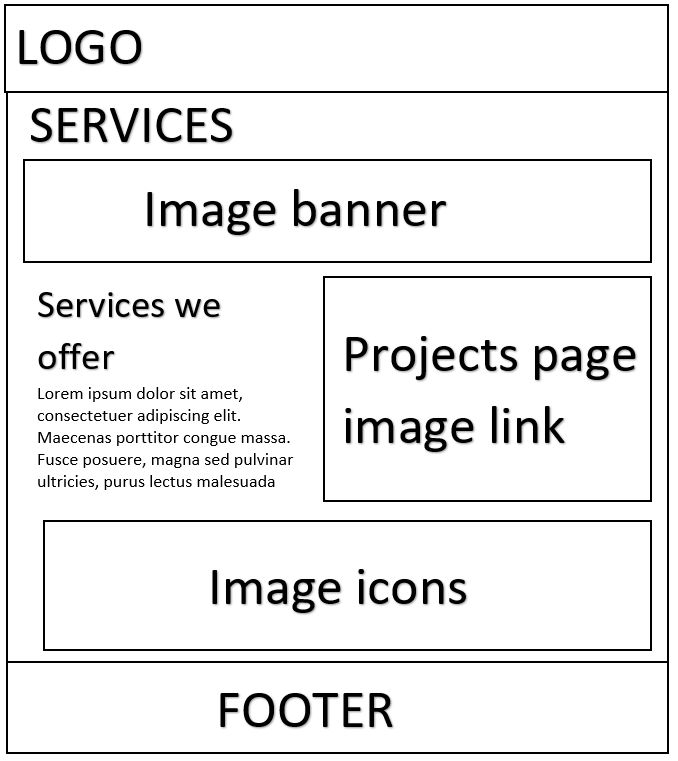 LOGO
SERVICES
Image banner
Services we
offer
Lorem ipsum dolor sit amet,
consectetuer adipiscing elit.
Maecenas porttitor congue massa.
Fusce posuere, magna sed pulvinar
ultricies, purus lectus malesuada
Projects page
image link
Image icons
FOOTER